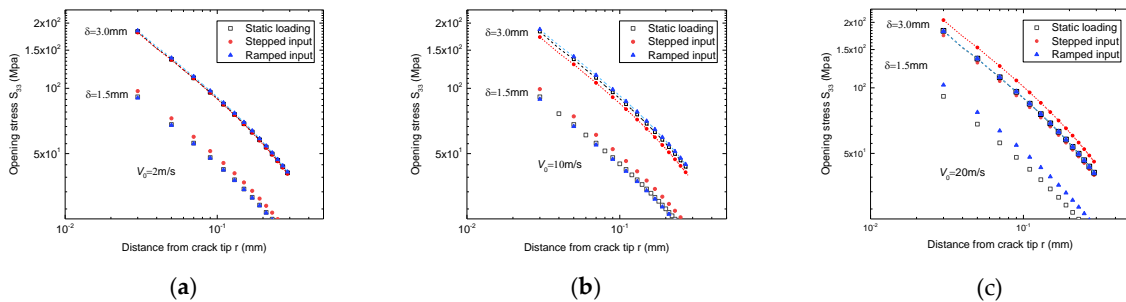 2x10²
1.5x10²
10²
5x10¹
10⁻²
10⁻¹
Opening stress S₃₃ (Mpa)
Distance from crack tip r (mm)
δ=3.0mm
δ=1.5mm
V₀=2m/s
Static loading
Stepped input
Ramped input
(a)
2x10²
1.5x10²
10²
5x10¹
10⁻²
10⁻¹
Opening stress S₃₃ (Mpa)
Distance from crack tip r (mm)
δ=3.0mm
δ=1.5mm
V₀=10m/s
Static loading
Stepped input
Ramped input
(b)
2x10²
1.5x10²
10²
5x10¹
10⁻²
10⁻¹
Opening stress S₃₃ (Mpa)
Distance from crack tip r (mm)
δ=3.0mm
δ=1.5mm
V₀=20m/s
Static loading
Stepped input
Ramped input
(c)